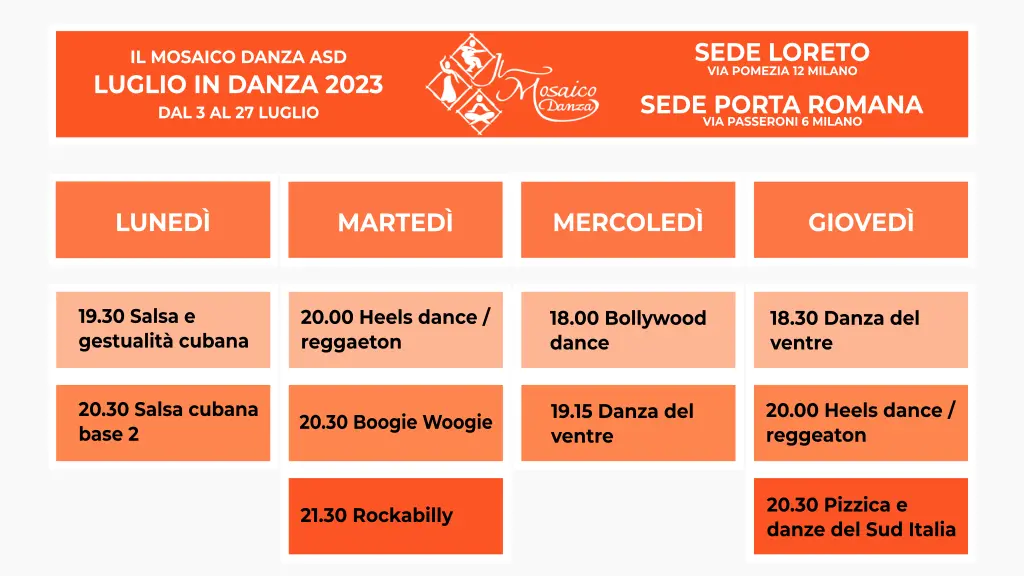 IL MOSAICO DANZA ASD
LUGLIO IN DANZA 2023
DAL 3 AL 27 LUGLIO
Il
Mosaico
Danza
SEDE LORETO
VIA POMEZIA 12 MILANO
SEDE PORTA ROMANA
VIA PASSERONI 6 MILANO
LUNEDÌ
MARTEDÌ
MERCOLEDÌ
GIOVEDÌ
19.30 Salsa e
gestualità cubana
20.00 Heels dance /
reggaeton
18.00 Bollywood
dance
18.30 Danza del
ventre
20.30 Salsa cubana
base 2
20.30 Boogie Woogie
19.15 Danza del
ventre
20.00 Heels dance /
reggeaton
21.30 Rockabilly
20.30 Pizzica e
danze del Sud Italia